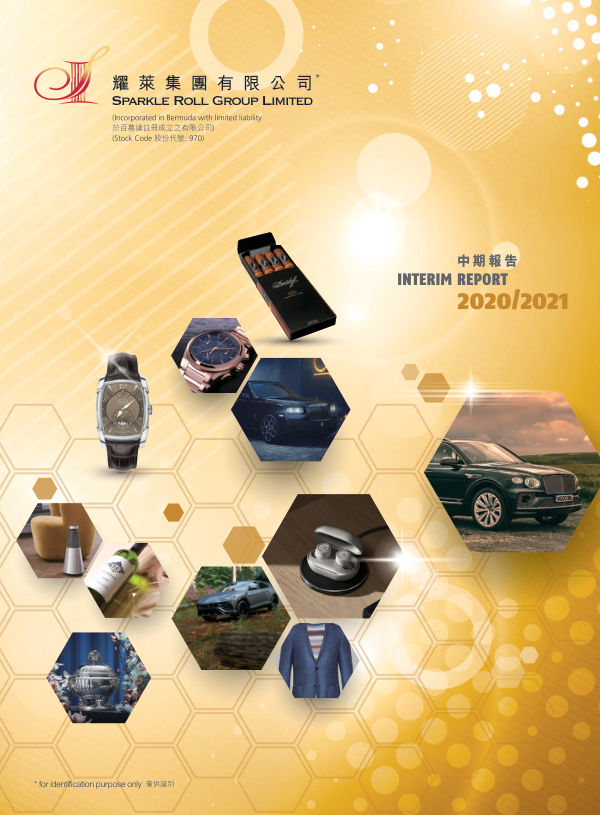 耀萊集團有限公司*
SPARKLE ROLL GROUP LIMITED
(Incorporated in Bermuda with limited liability
於百慕達註冊成立之有限公司)
(Stock Code 股份代號: 970)
中期報告
INTERIM REPORT
2020/2021
Davidoff
* for identification purpose only 僅供識別